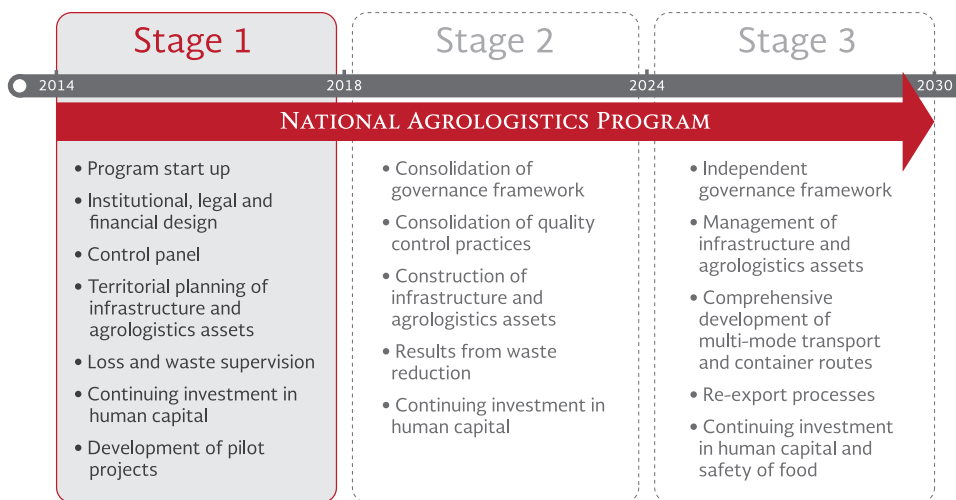 Stage 1
Stage 2
Stage 3
2014
2018
2024
2030
NATIONAL AGROLOGISTICS PROGRAM
• Program start up
• Institutional, legal and
financial design
• Control panel
• Territorial planning of
infrastructure and
agrologistics assets
• Loss and waste supervision
• Continuing investment in
human capital
• Development of pilot
projects
• Consolidation of
governance framework
• Consolidation of quality
control practices
• Construction of
infrastructure and
agrologistics assets
• Results from waste
reduction
• Continuing investment in
human capital
• Independent
governance framework
• Management of
infrastructure and
agrologistics assets
• Comprehensive
development of
multi-mode transport
and container routes
• Re-export processes
• Continuing investment
in human capital and
safety of food